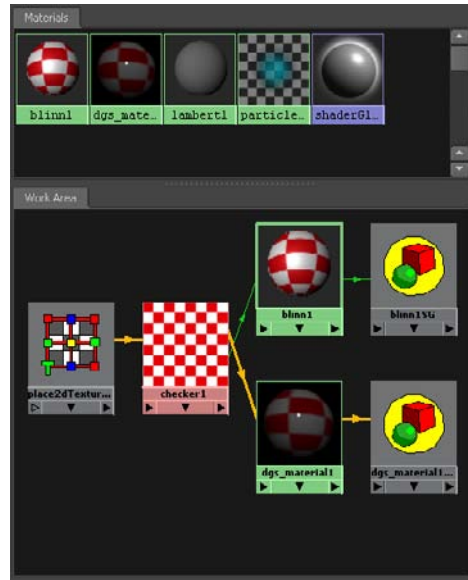 Materials
blinn1
dgs_mate...
lambert1
particle...
shaderGl...
Work Area
blinn1
blinn1SG
place2dTextur...
checker1
dgs_material1
dgs_material1...